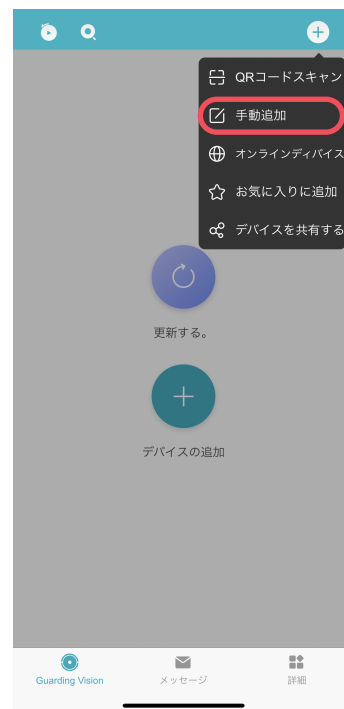 QRコードスキャン
手動追加
オンラインディバイス
お気に入りに追加
デバイスを共有する
更新する。
デバイスの追加
Guarding Vision
メッセージ
詳細